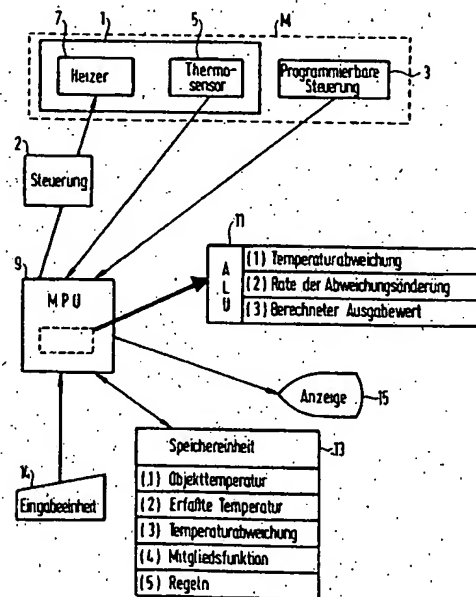 7
1
5
M
Heizer
Thermo-
sensor
Programmierbare
Steuerung
3
2
Steuerung
9
MPU
11
ALU
(1) Temperaturabweichung
(2) Rate der Abweichungsänderung
(3) Berechneter Ausgabewert
Anzeige
15
14
Eingabeeinheit
Speichereinheit
13
(1) Objekttemperatur
(2) Erfaßte Temperatur
(3) Temperaturabweichung
(4) Mitgliedsfunktion
(5) Regeln